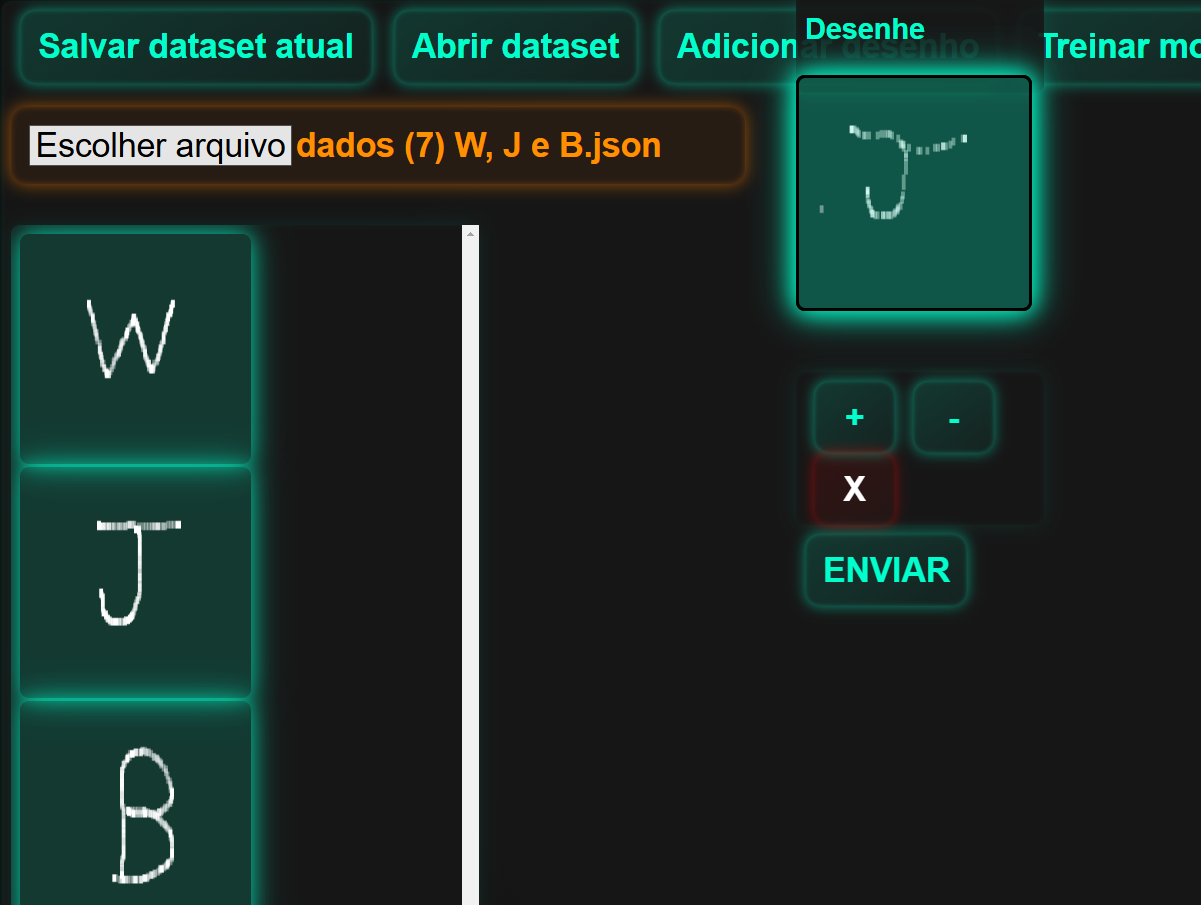 Salvar dataset atual
Abrir dataset
Adicionar desenho
Treinar mo
Desenhe
Escolher arquivo dados (7) W, J e B.json
J
W
J
B
+
-
X
ENVIAR